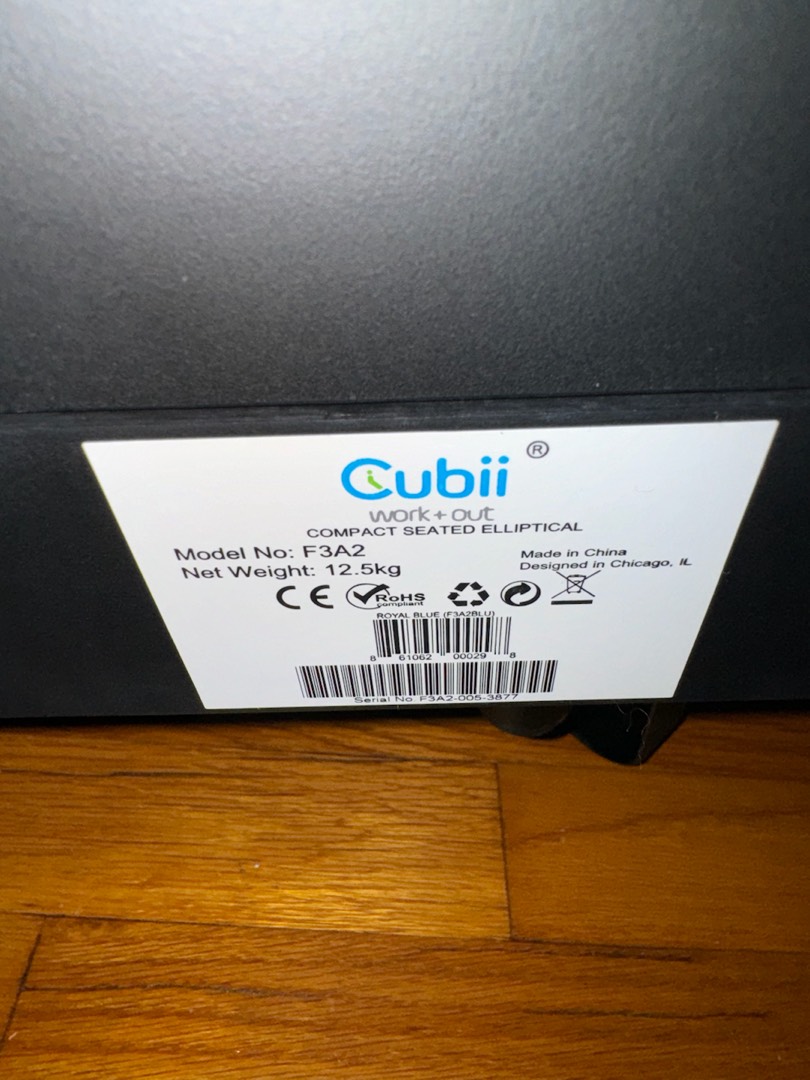 Cubii®
work+out
COMPACT SEATED ELLIPTICAL
Model No: F3A2
Net Weight: 12.5kg
Made in China
Designed in Chicago, IL
CE RoHS
compliant
ROYAL BLUE (F3A2BLU)
8 61062 00029 8
Serial No F3A2-005-3877